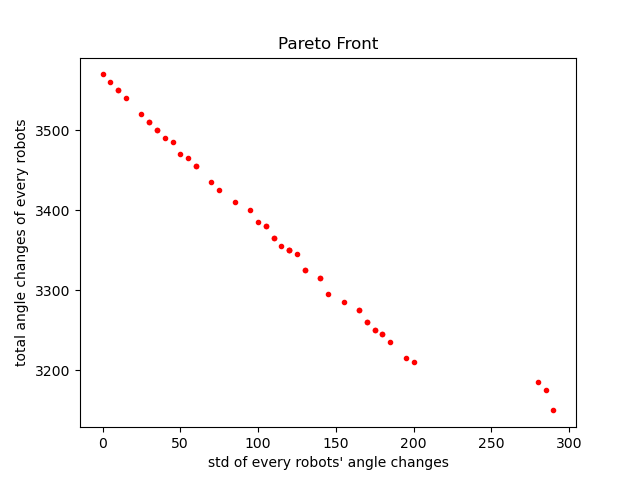 Pareto Front
total angle changes of every robots
3500
3400
3300
3200
0 50 100 150 200 250 300
std of every robots' angle changes